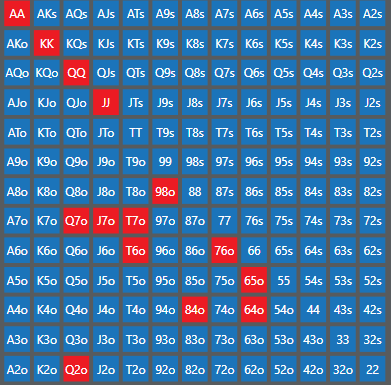 AA AKs AQs AJs ATs A9s A8s A7s A6s A5s A4s A3s A2s
AKo KK KQs KJs KTs K9s K8s K7s K6s K5s K4s K3s K2s
AQo KQo QQ QJs QTs Q9s Q8s Q7s Q6s Q5s Q4s Q3s Q2s
AJo KJo QJo JJ JTs J9s J8s J7s J6s J5s J4s J3s J2s
ATo KTo QTo JTo TT T9s T8s T7s T6s T5s T4s T3s T2s
A9o K9o Q9o J9o T9o 99 98s 97s 96s 95s 94s 93s 92s
A8o K8o Q8o J8o T8o 98o 88 87s 86s 85s 84s 83s 82s
A7o K7o Q7o J7o T7o 97o 87o 77 76s 75s 74s 73s 72s
A6o K6o Q6o J6o T6o 96o 86o 76o 66 65s 64s 63s 62s
A5o K5o Q5o J5o T5o 95o 85o 75o 65o 55 54s 53s 52s
A4o K4o Q4o J4o T4o 94o 84o 74o 64o 54o 44 43s 42s
A3o K3o Q3o J3o T3o 93o 83o 73o 63o 53o 43o 33 32s
A2o K2o Q2o J2o T2o 92o 82o 72o 62o 52o 42o 32o 22